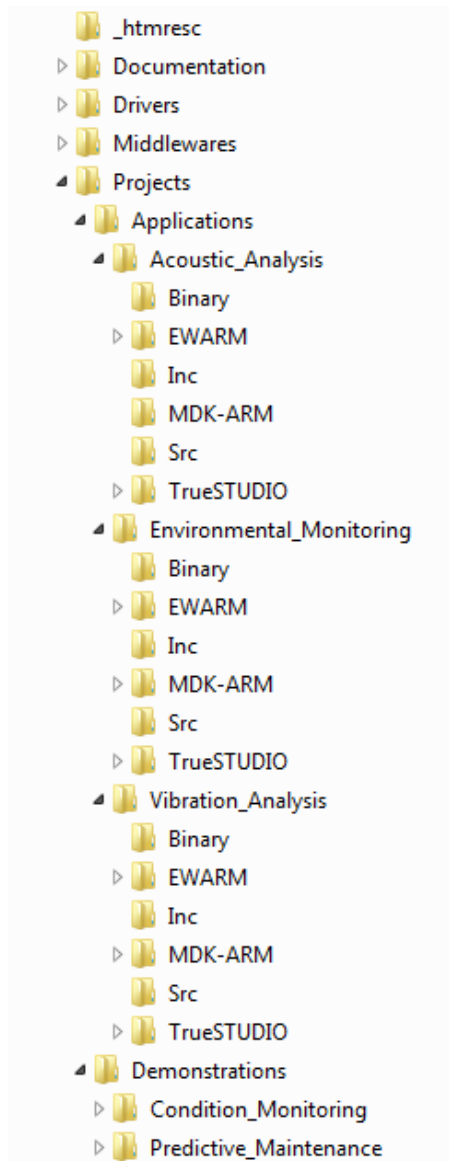 _htmresc
Documentation
Drivers
Middlewares
Projects
Applications
Acoustic_Analysis
Binary
EWARM
Inc
MDK-ARM
Src
TrueSTUDIO
Environmental_Monitoring
Binary
EWARM
Inc
MDK-ARM
Src
TrueSTUDIO
Vibration_Analysis
Binary
EWARM
Inc
MDK-ARM
Src
TrueSTUDIO
Demonstrations
Condition_Monitoring
Predictive_Maintenance